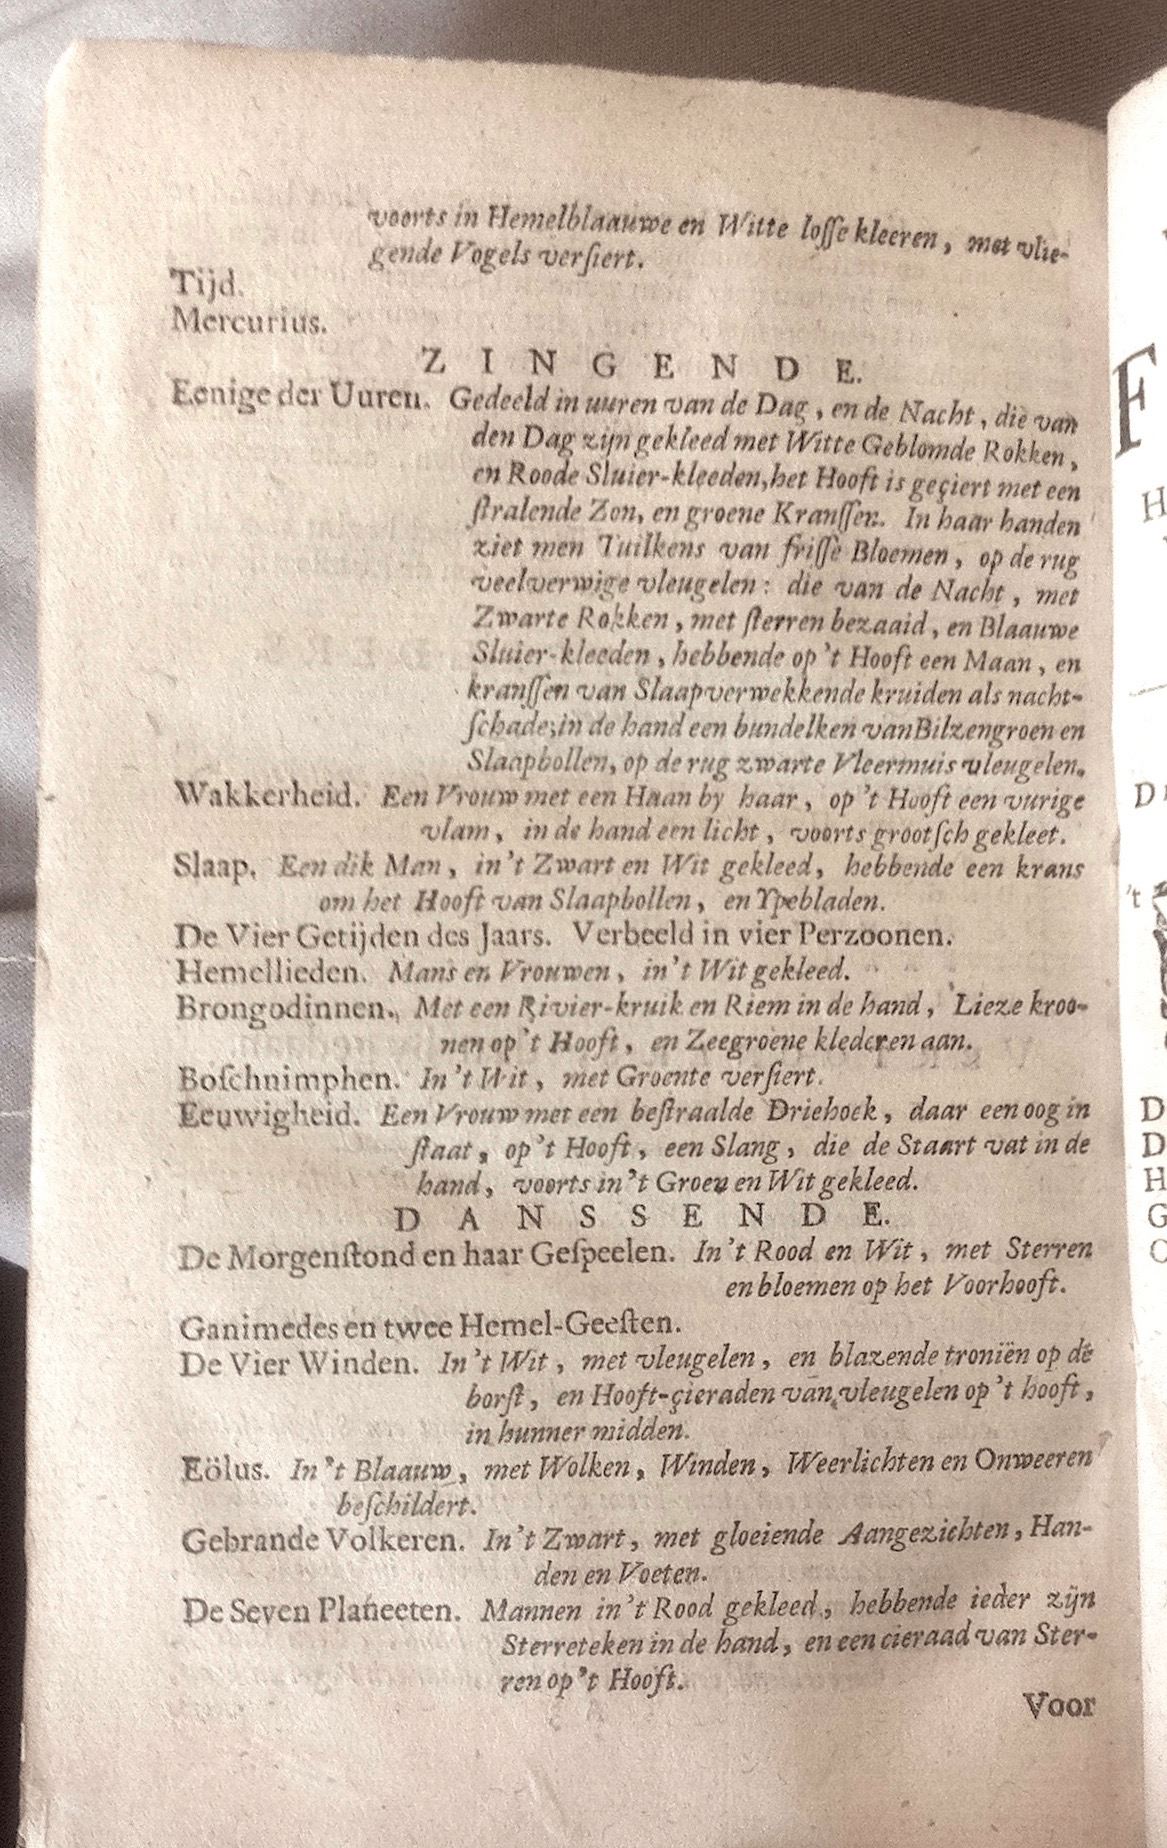 voorts in Hemelblaauwe en Witte losse kleeren, met vlie-
gende Vogels versiert.
Tijd.
Mercurius.
ZINGENDE.
Eenige der Uuren. Gedeeld in uuren van de Dag, en de Nacht, die van
den Dag zijn gekleed met Witte Geblomde Rokken,
en Roode Sluier-kleeden, het Hooft is geçiert met een
stralende Zon, en groene Kranssen. In haar handen
ziet men Tuilkens van frisse Bloemen, op de rug
veelverwige vleugelen: die van de Nacht, met
Zwarte Rokken, met sterren bezaaid, en Blaauwe
Sluier-kleeden, hebbende op 't Hooft een Maan, en
kranssen van Slaapverwekkende kruiden als nacht-
schade; in de hand een bundelken van Bilzengroen en
Slaapbollen, op de rug zwarte Vleermuis vleugelen.
Wakkerheid. Een Vrouw met een Haan by haar, op 't Hooft een vurige
vlam, in de hand een licht, voorts grootsch gekleet.
Slaap. Een dik Man, in 't Zwart en Wit gekleed, hebbende een krans
om het Hooft van Slaapbollen, en Ypebladen.
De Vier Getijden des Jaars. Verbeeld in vier Perzoonen.
Hemellieden. Mans en Vrouwen, in 't Wit gekleed.
Brongodinnen. Met een Rivier-kruik en Riem in de hand, Lieze kroo-
nen op 't Hooft, en Zeegroene klederen aan.
Boschnimphen. In 't Wit, met Groente versiert.
Eeuwigheid. Een Vrouw met een bestraalde Driehoek, daar een oog in
staat, op 't Hooft, een Slang, die de Staart vat in de
hand, voorts in 't Groen en Wit gekleed.
DANSSENDE.
De Morgenstond en haar Gespeelen. In 't Rood en Wit, met Sterren
en bloemen op het Voorhooft.
Ganimedes en twee Hemel-Geesten.
De Vier Winden. In 't Wit, met vleugelen, en blazende troniën op de
borst, en Hooft-çieraden van vleugelen op 't hooft,
in hunner midden.
Eölus. In 't Blaauw, met Wolken, Winden, Weerlichten en Onweeren
beschildert.
Gebrande Volkeren. In 't Zwart, met gloeiende Aangezichten, Han-
den en Voeten.
De Seven Planeeten. Mannen in 't Rood gekleed, hebbende ieder zijn
Sterreteken in de hand, en een cieraad van Ster-
ren op 't Hooft.
Voor